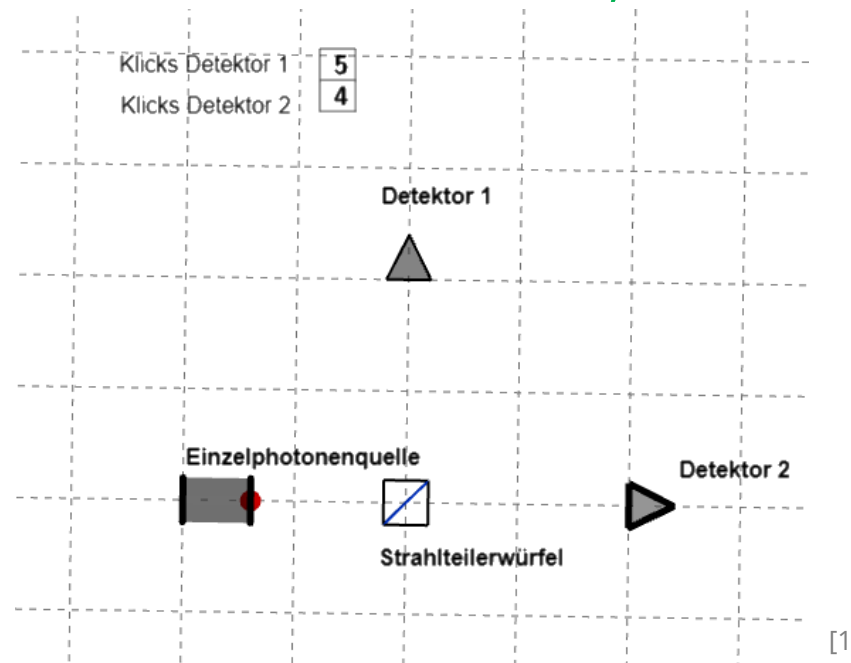 Klicks Detektor 1 5
Klicks Detektor 2 4
Detektor 1
Einzelphotonenquelle
Detektor 2
Strahlteilerwürfel
[1